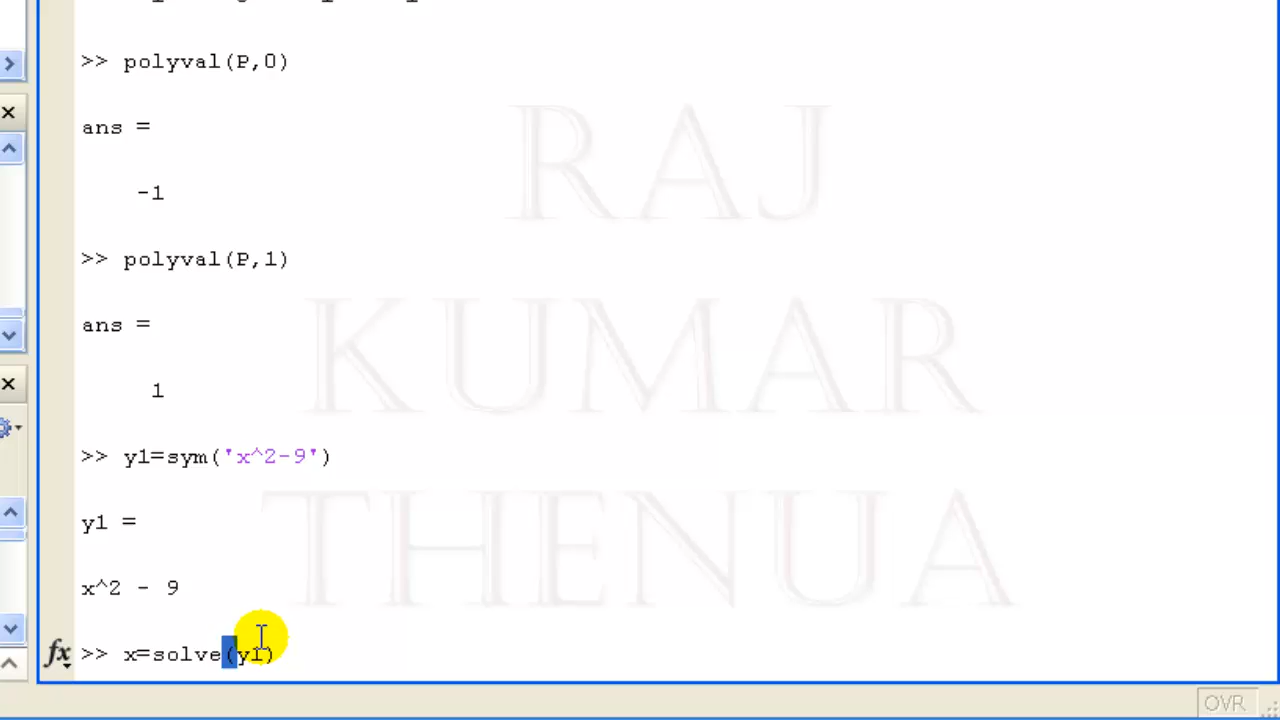 >> polyval(P,0)
ans =
-1
>> polyval(P,1)
ans =
1
>> y1=sym('x^2-9')
y1 =
x^2 - 9
fx >> x=solve(y1)
OVR
RAJ
KUMAR
THENUA